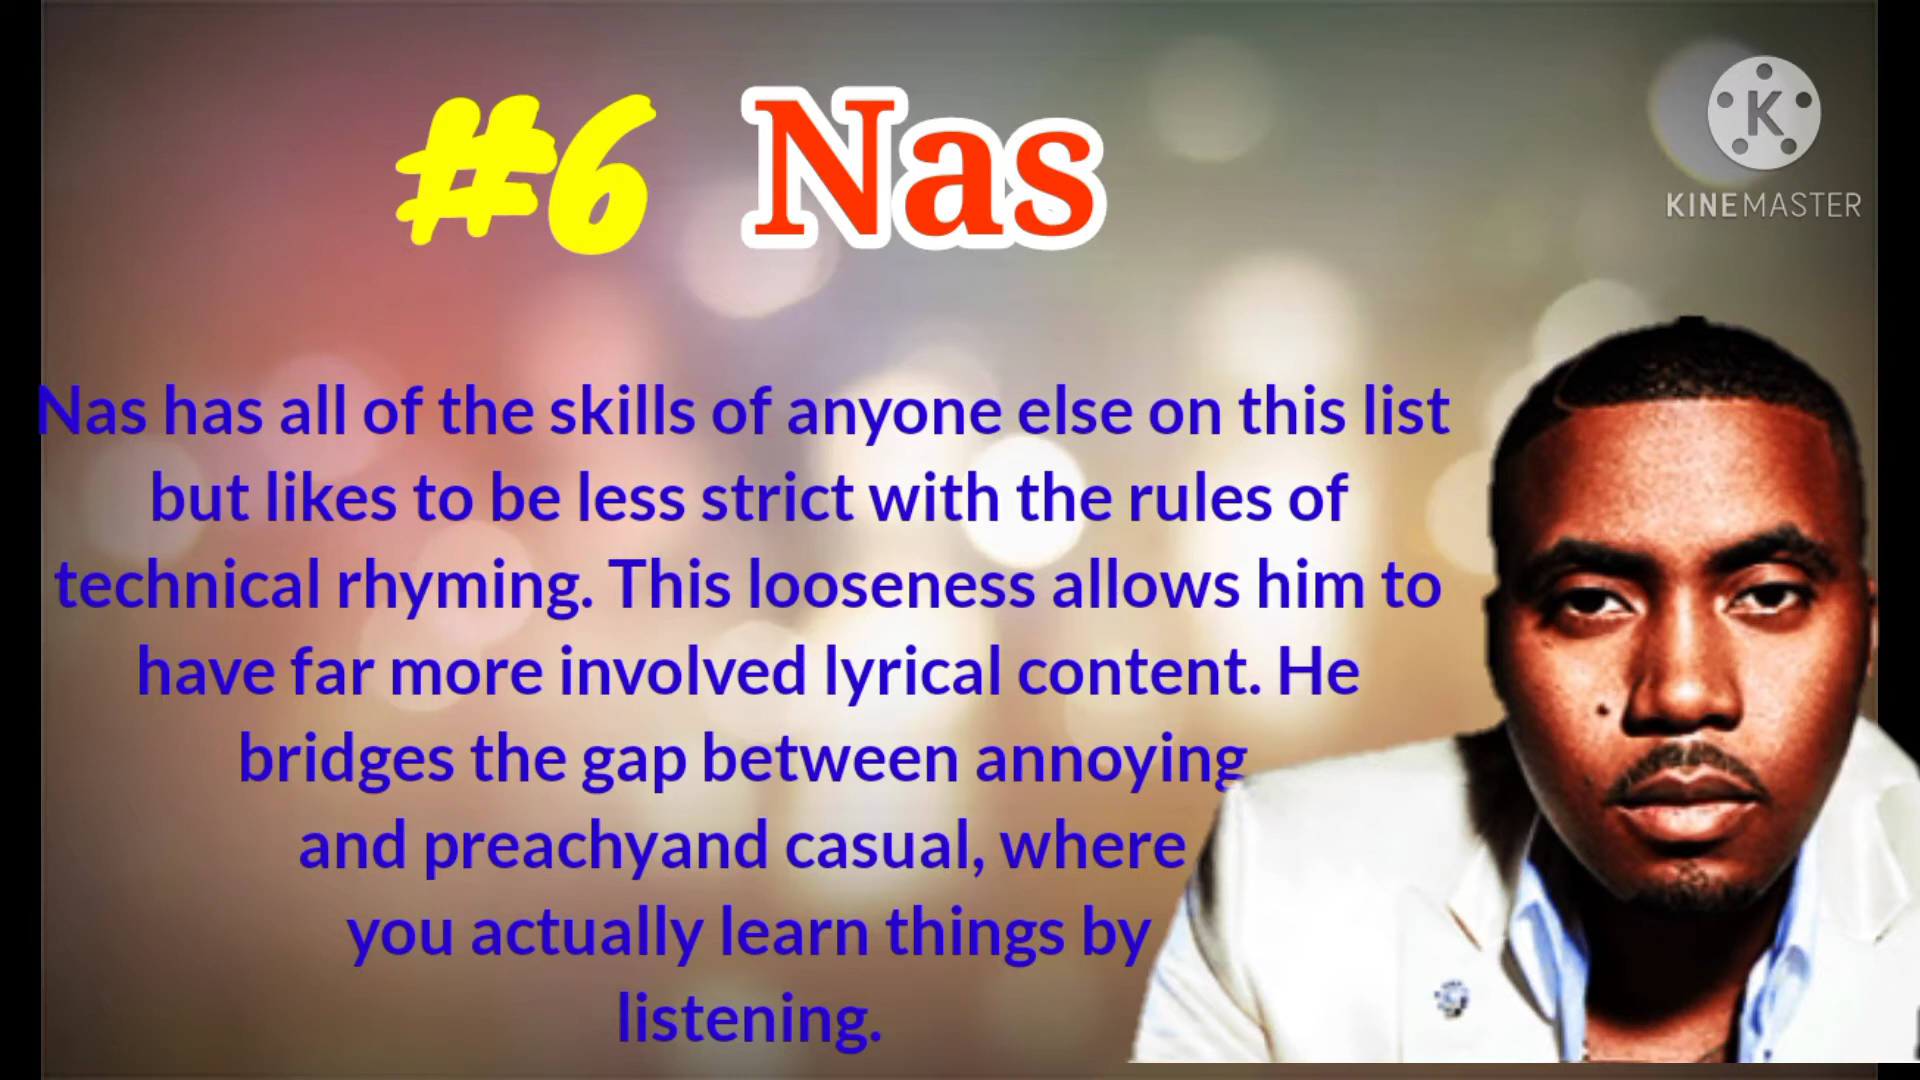 #6 Nas
K
KINEMASTER
Nas has all of the skills of anyone else on this list
but likes to be less strict with the rules of
technical rhyming. This looseness allows him to
have far more involved lyrical content. He
bridges the gap between annoying
and preachyand casual, where
you actually learn things by
listening.